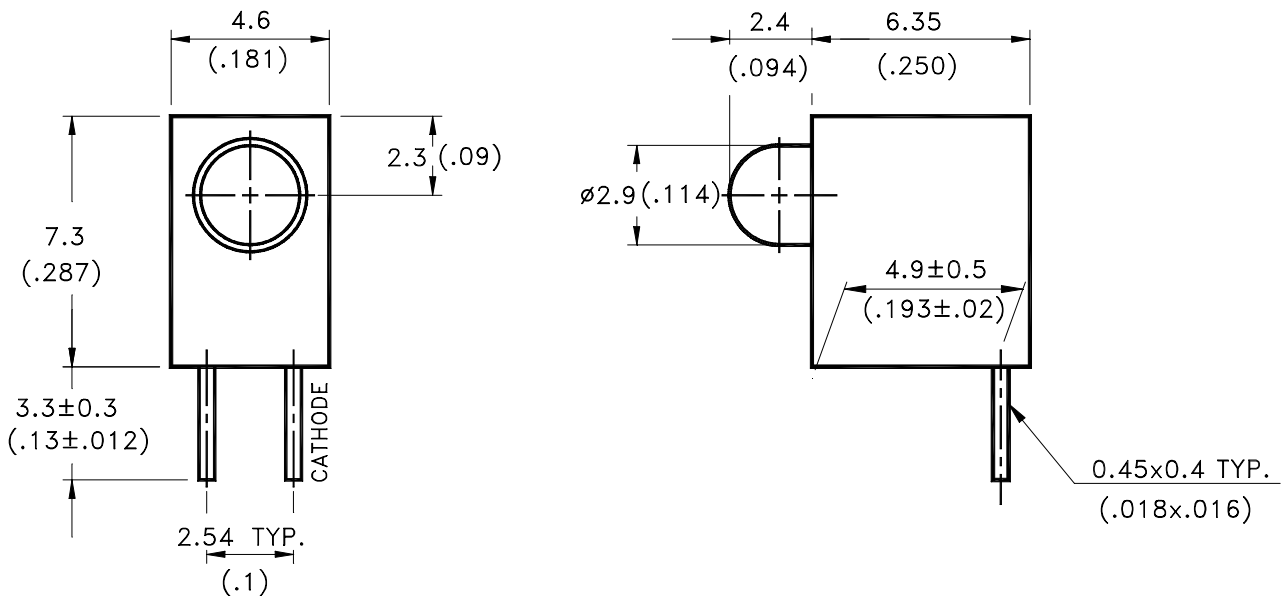 4.6
(.181)
2.3 (.09)
7.3
(.287)
3.3±0.3
(.13±.012)
CATHODE
2.54 TYP.
(.1)
2.4
(.094)
6.35
(.250)
ø2.9(.114)
4.9±0.5
(.193±.02)
0.45x0.4 TYP.
(.018x.016)